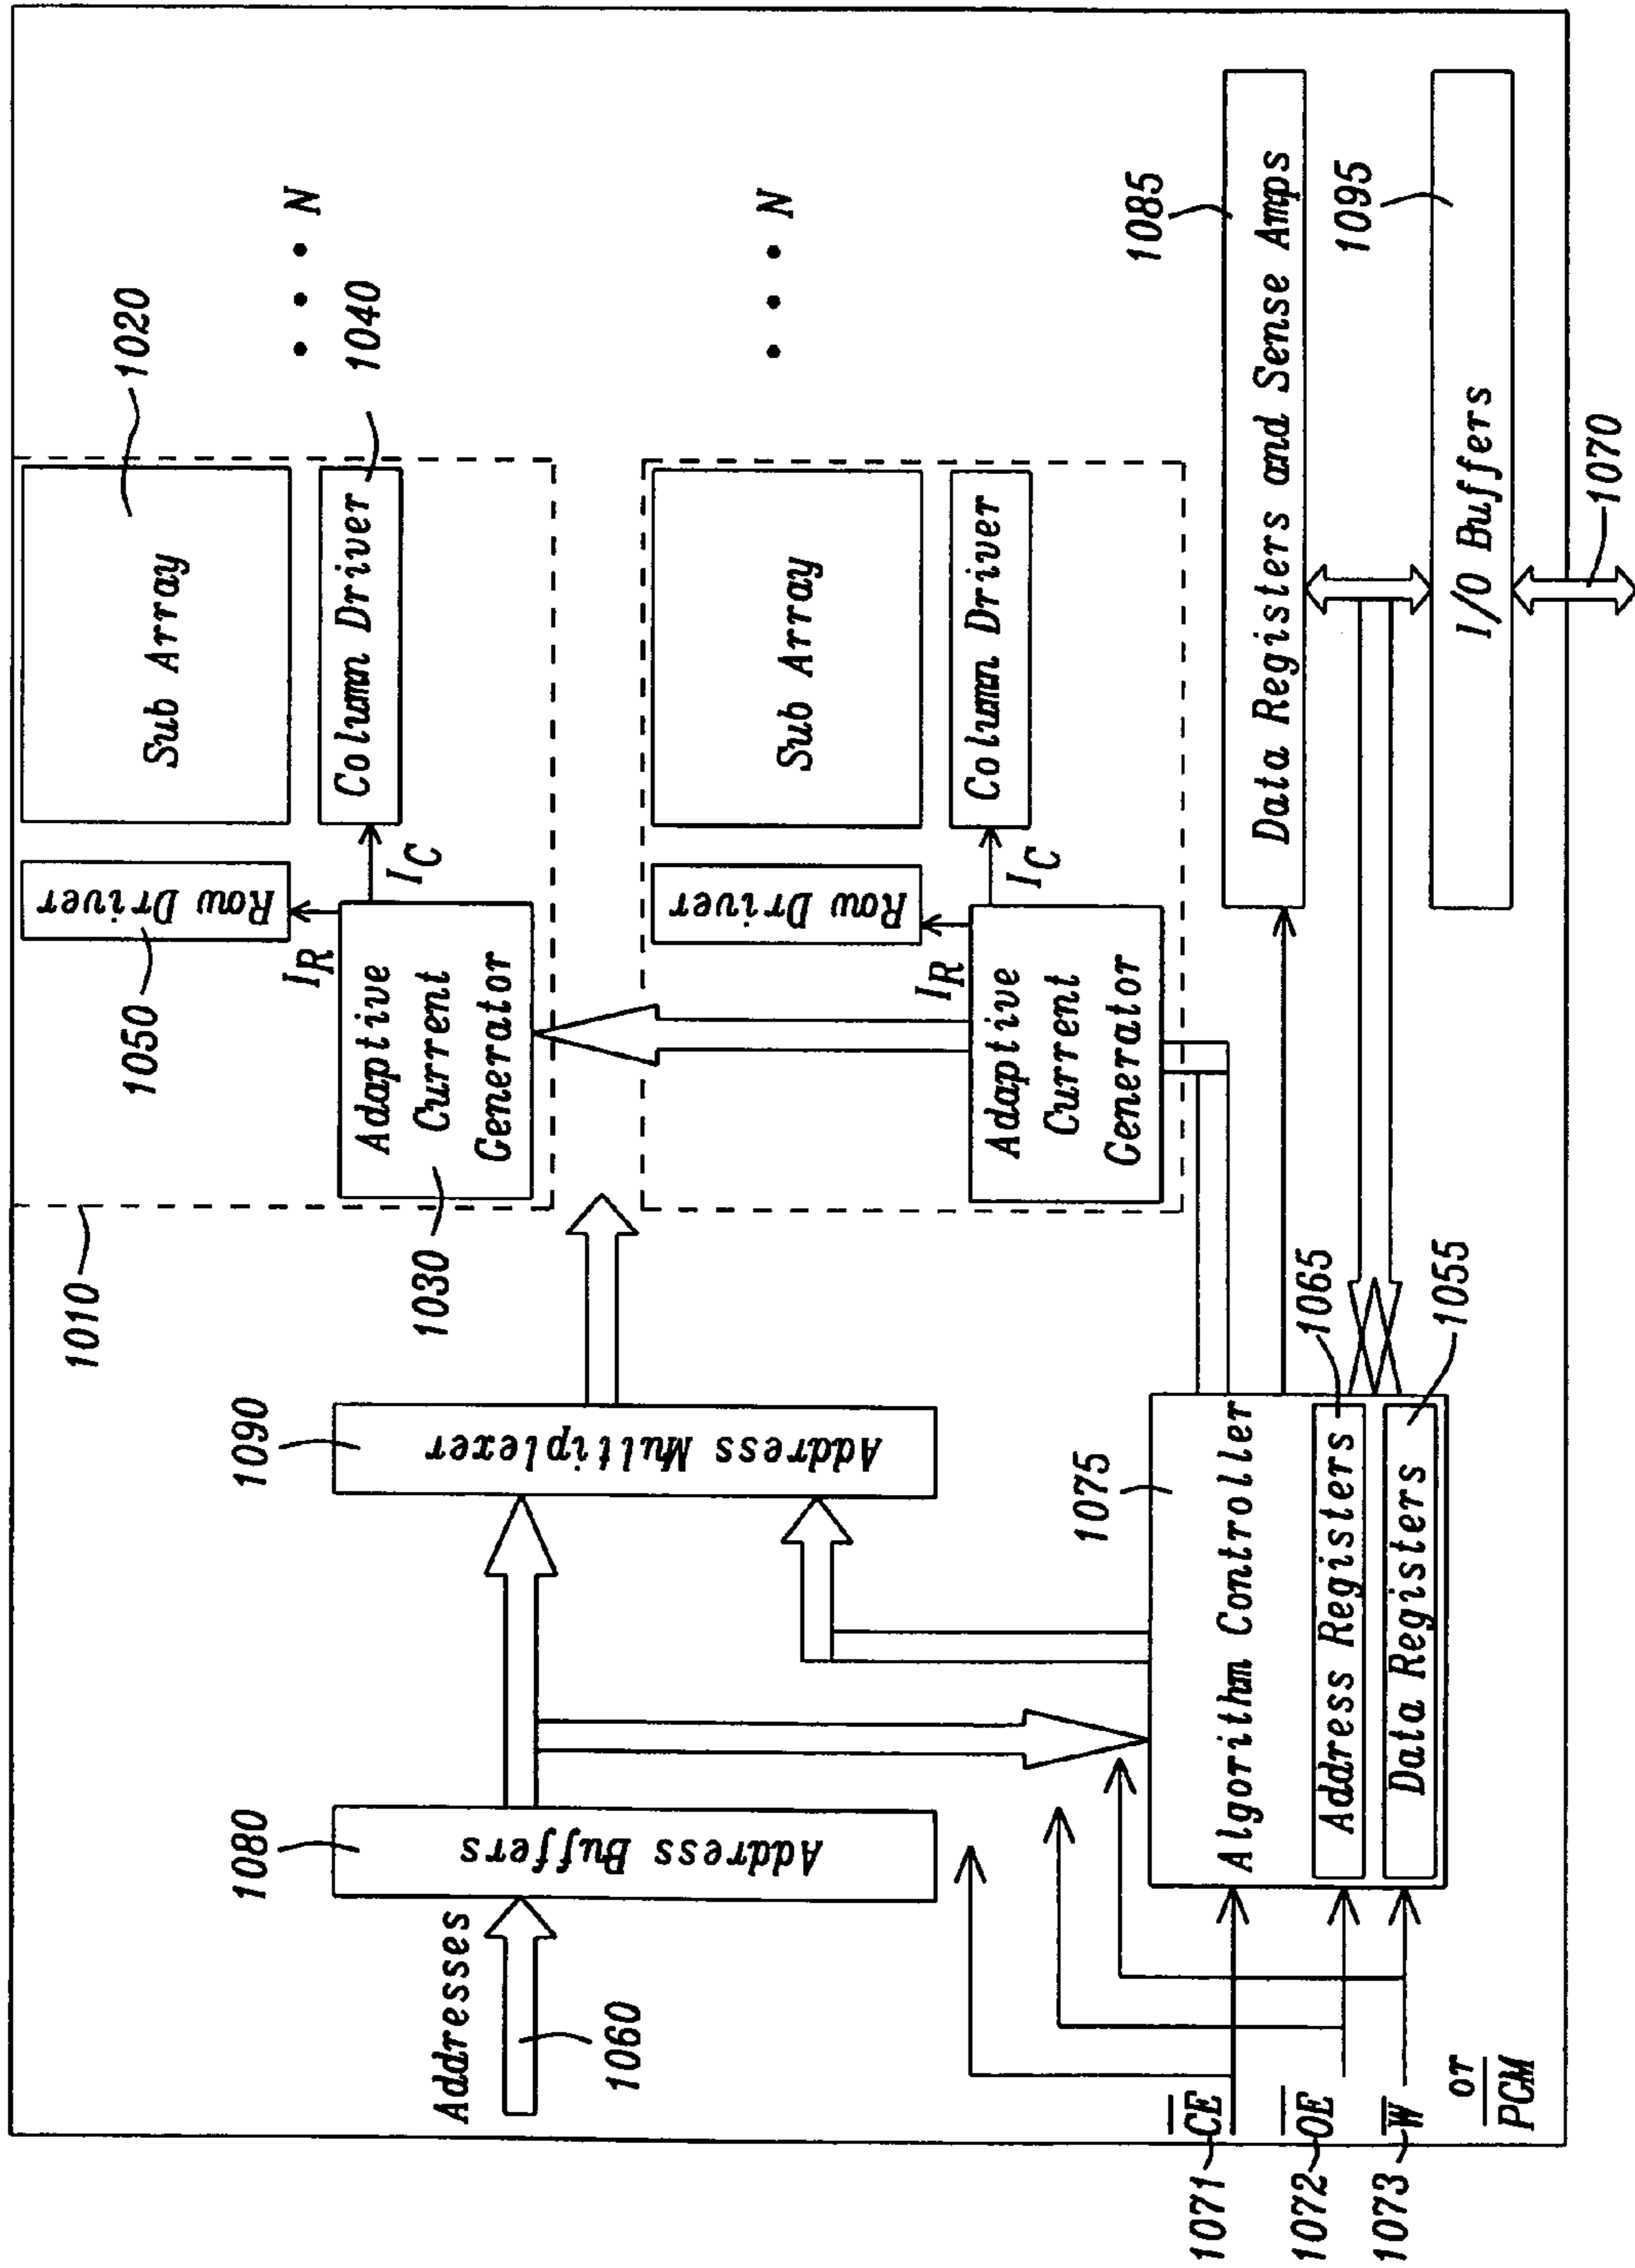 1010
1020
Sub Array
1050
Row Driver
I_R
I_C
Column Driver
1040
Adaptive
Current
Generator
1030
• • • N
Addresses
1060
1080
Address Buffers
1090
Address Multiplexer
Sub Array
Row Driver
I_R
I_C
Column Driver
Adaptive
Current
Generator
• • • N
1071
C̅E̅
1072
O̅E̅
1073
W̅
or
P̅G̅M̅
1075
Algorithm Controller
Address Registers
1065
Data Registers
1055
1085
Data Registers and Sense Amps
1095
I/O Buffers
1070